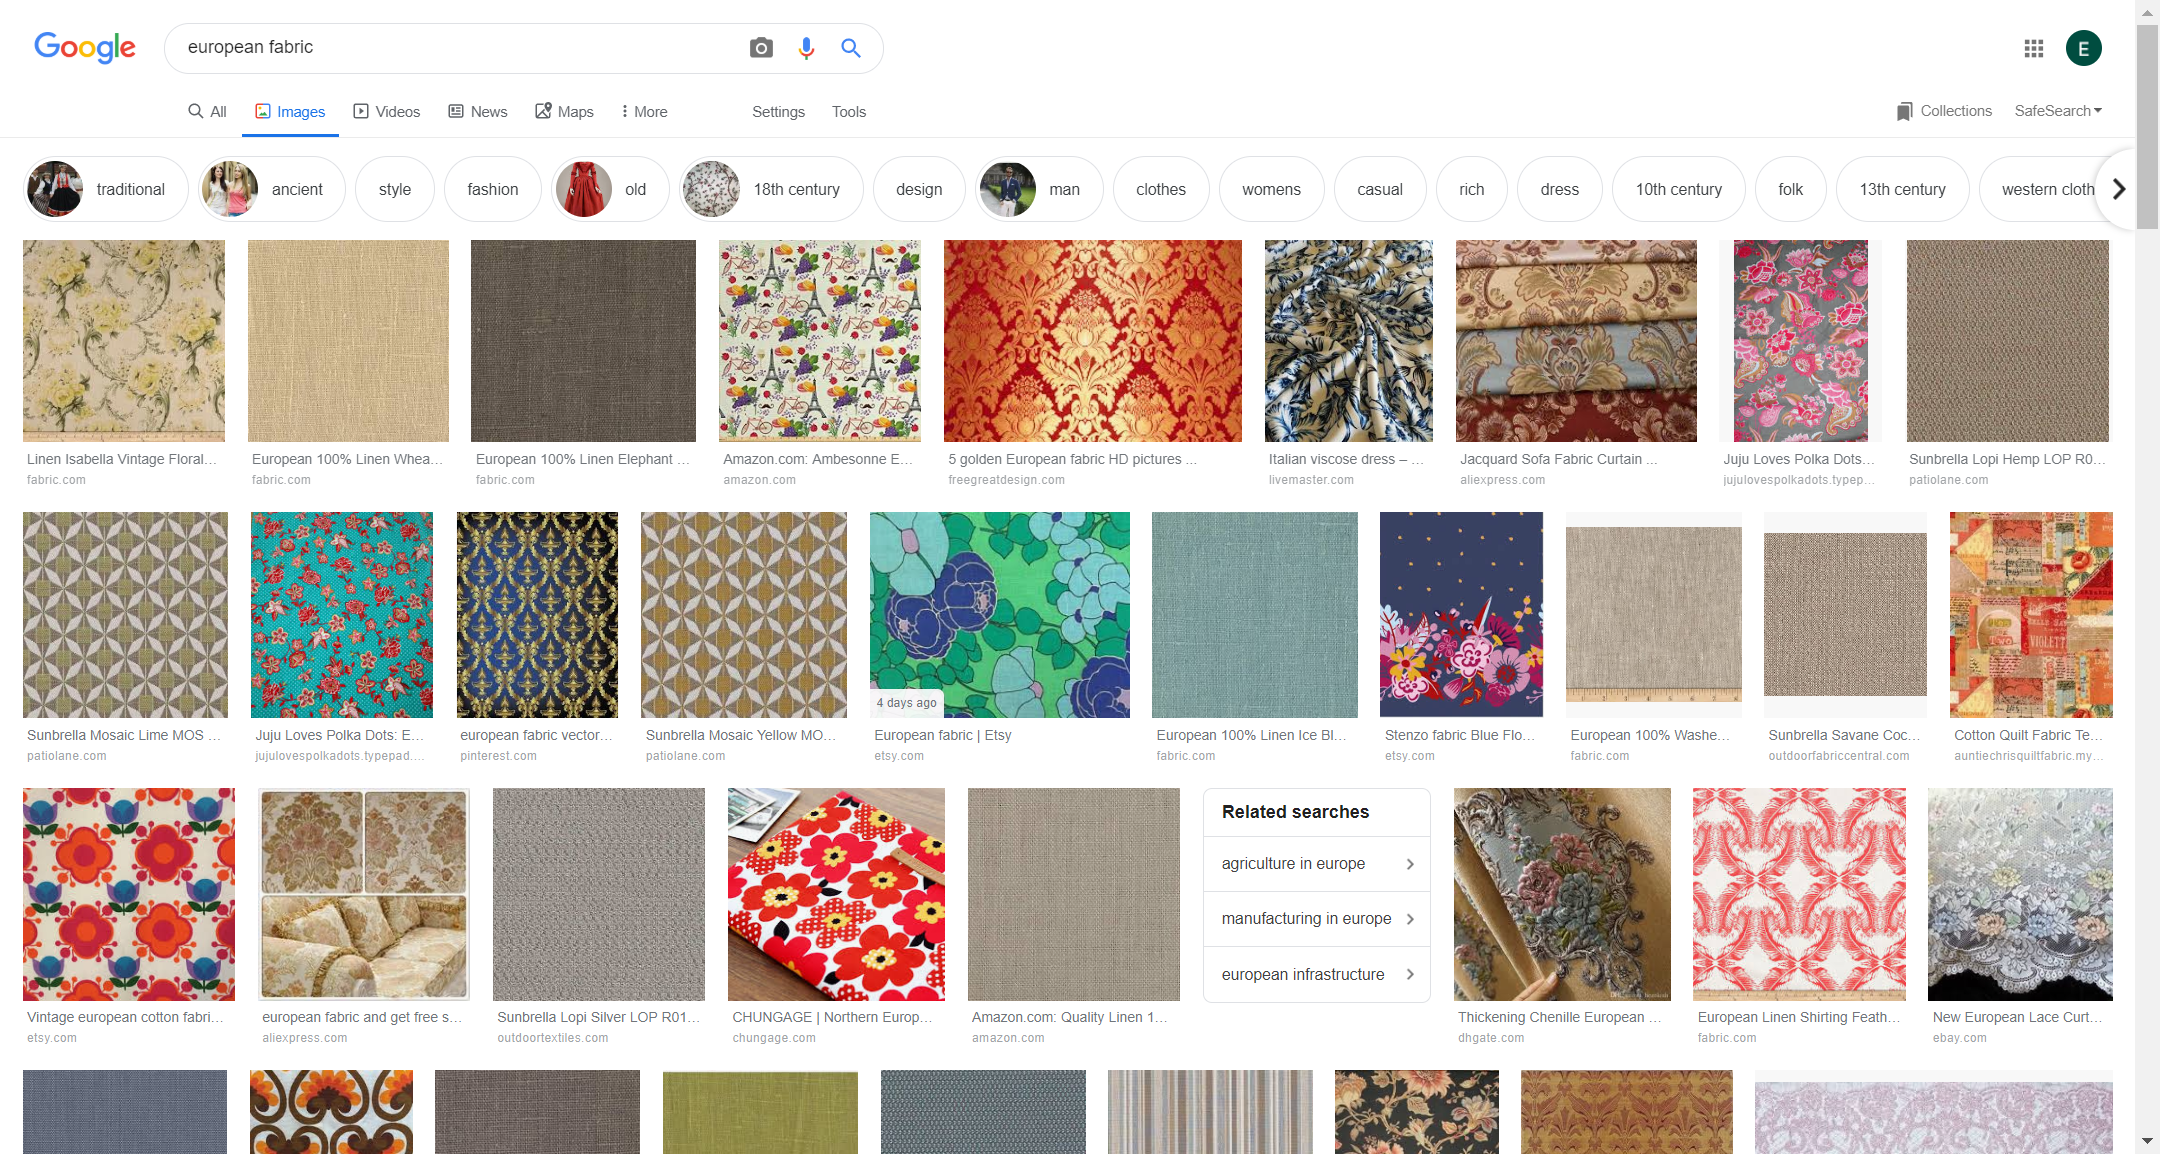 Google
european fabric
E
All
Images
Videos
News
Maps
More
Settings
Tools
Collections
SafeSearch
traditional
ancient
style
fashion
old
18th century
design
man
clothes
womens
casual
rich
dress
10th century
folk
13th century
western cloth
Linen Isabella Vintage Floral...
fabric.com
European 100% Linen Whea...
fabric.com
European 100% Linen Elephant ...
fabric.com
Amazon.com: Ambesonne E...
amazon.com
5 golden European fabric HD pictures ...
freegreatdesign.com
Italian viscose dress – ...
livemaster.com
Jacquard Sofa Fabric Curtain ...
aliexpress.com
Juju Loves Polka Dots...
jujulovespolkadots.typep...
Sunbrella Lopi Hemp LOP R0...
patiolane.com
4 days ago
Sunbrella Mosaic Lime MOS ...
patiolane.com
Juju Loves Polka Dots: E...
jujulovespolkadots.typepad....
european fabric vector...
pinterest.com
Sunbrella Mosaic Yellow MO...
patiolane.com
European fabric | Etsy
etsy.com
European 100% Linen Ice Bl...
fabric.com
Stenzo fabric Blue Flo...
etsy.com
European 100% Washe...
fabric.com
Sunbrella Savane Coc...
outdoorfabriccentral.com
Cotton Quilt Fabric Te...
auntiechrisquiltfabric.my...
Related searches
agriculture in europe
manufacturing in europe
european infrastructure
Vintage european cotton fabri...
etsy.com
european fabric and get free s...
aliexpress.com
Sunbrella Lopi Silver LOP R01...
outdoortextiles.com
CHUNGAGE | Northern Europ...
chungage.com
Amazon.com: Quality Linen 1...
amazon.com
Thickening Chenille European ...
dhgate.com
European Linen Shirting Feath...
fabric.com
New European Lace Curt...
ebay.com